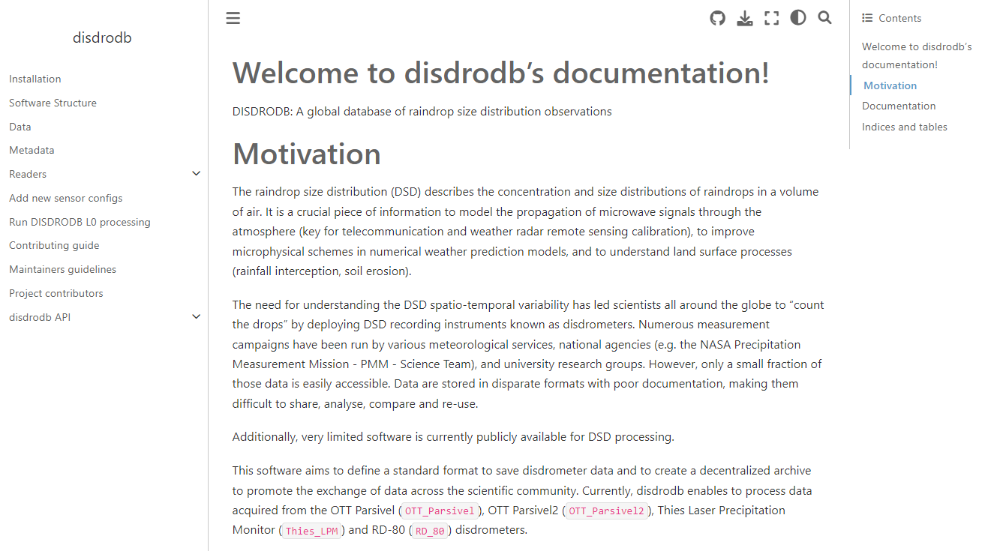 disdrodb
Installation
Software Structure
Data
Metadata
Readers
Add new sensor configs
Run DISDRODB L0 processing
Contributing guide
Maintainers guidelines
Project contributors
disdrodb API
Welcome to disdrodb’s documentation!
DISDRODB: A global database of raindrop size distribution observations
Motivation
The raindrop size distribution (DSD) describes the concentration and size distributions of raindrops in a volume
of air. It is a crucial piece of information to model the propagation of microwave signals through the
atmosphere (key for telecommunication and weather radar remote sensing calibration), to improve
microphysical schemes in numerical weather prediction models, and to understand land surface processes
(rainfall interception, soil erosion).
The need for understanding the DSD spatio-temporal variability has led scientists all around the globe to “count
the drops” by deploying DSD recording instruments known as disdrometers. Numerous measurement
campaigns have been run by various meteorological services, national agencies (e.g. the NASA Precipitation
Measurement Mission - PMM - Science Team), and university research groups. However, only a small fraction of
those data is easily accessible. Data are stored in disparate formats with poor documentation, making them
difficult to share, analyse, compare and re-use.
Additionally, very limited software is currently publicly available for DSD processing.
This software aims to define a standard format to save disdrometer data and to create a decentralized archive
to promote the exchange of data across the scientific community. Currently, disdrodb enables to process data
acquired from the OTT Parsivel (OTT_Parsivel), OTT Parsivel2 (OTT_Parsivel2), Thies Laser Precipitation
Monitor (Thies_LPM) and RD-80 (RD_80) disdrometers.
Contents
Welcome to disdrodb’s
documentation!
Motivation
Documentation
Indices and tables